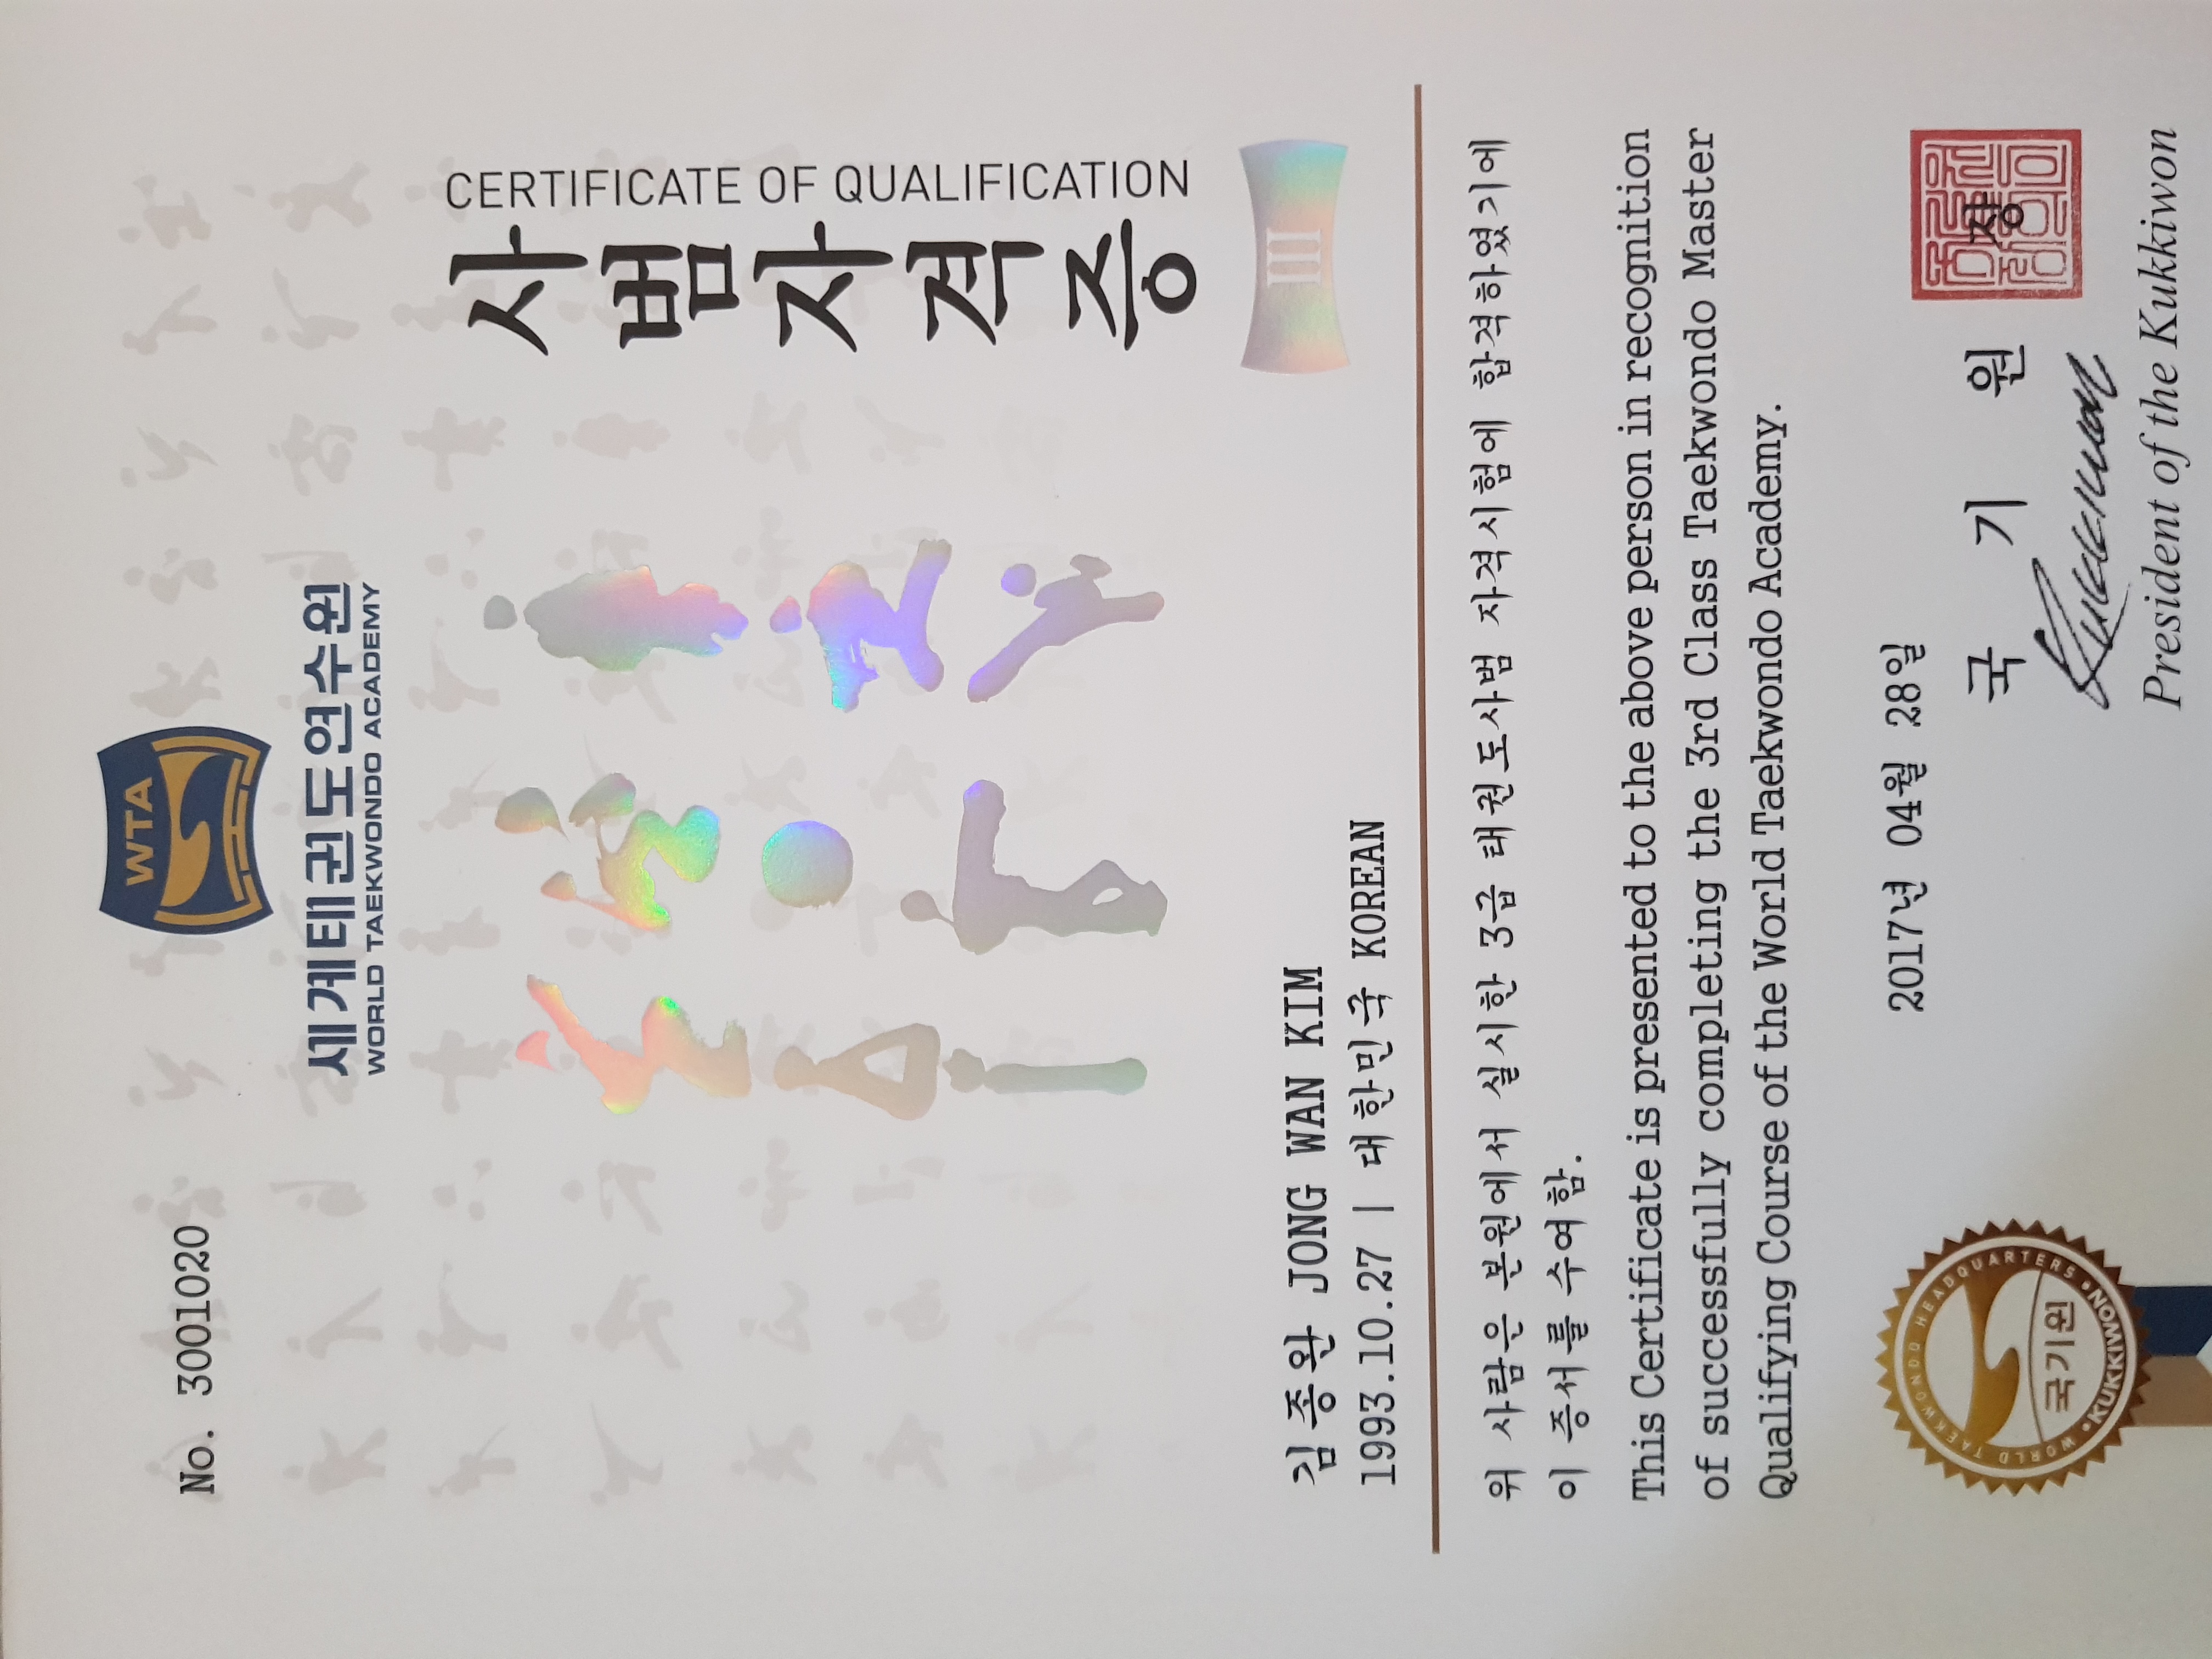 No. 3001020
WTA
세계태권도연수원
WORLD TAEKWONDO ACADEMY
사범자격증
CERTIFICATE OF QUALIFICATION
III
김종완 JONG WAN KIM
1993.10.27 | 대한민국 KOREAN
위 사람은 본원에서 실시한 3급 태권도사범 자격시험에 합격하였기에
이 증서를 수여함.
This Certificate is presented to the above person in recognition
of successfully completing the 3rd Class Taekwondo Master
Qualifying Course of the World Taekwondo Academy.
2017년 04월 28일
국 기 원 장
President of the Kukkiwon
WORLD TAEKWONDO HEADQUARTERS
국기원
KUKKIWON